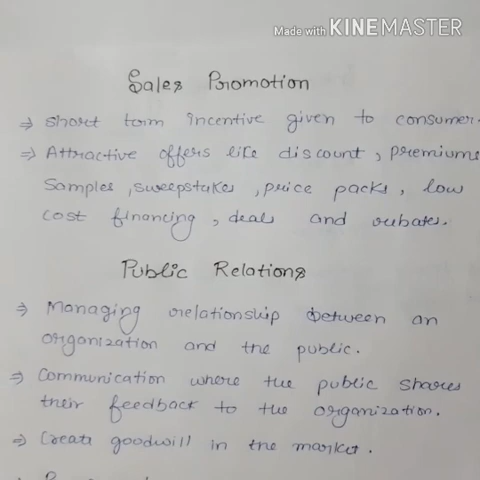 Made with KINEMASTER
Sales Promotion
⇒ Short term incentive given to consumer.
⇒ Attractive offers like discount, premiums
Samples, sweepstakes, price packs, low
cost financing, deals and rebates.
Public Relations
⇒ Managing relationship between an
organization and the public.
⇒ Communication where the public shares
their feedback to the organization.
⇒ Create goodwill in the market.